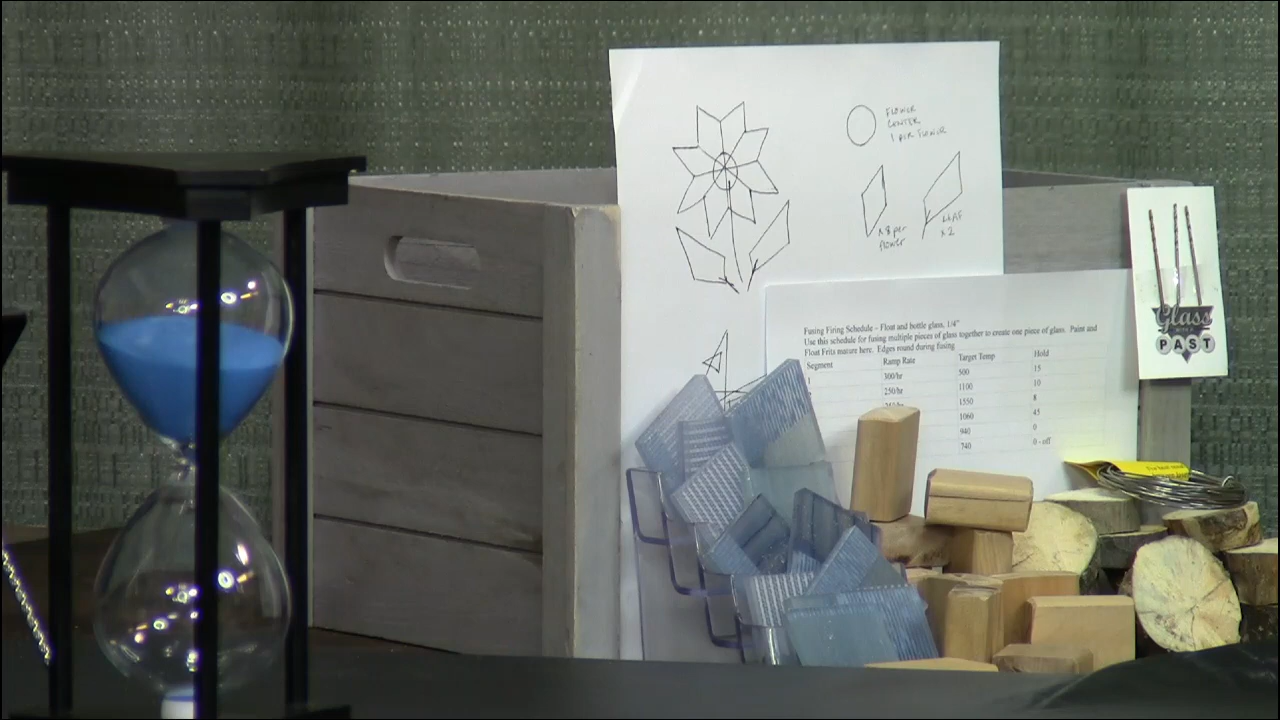 FLOWER
CENTER
1 PER FLOWER
x 8 per
flower
LEAF
x 2
Fusing Firing Schedule – Float and bottle glass, 1/4"
Use this schedule for fusing multiple pieces of glass together to create one piece of glass. Paint and
Float Frits mature here. Edges round during fusing
Segment Ramp Rate Target Temp Hold
1 300/hr 500 15
250/hr 1100 10
1550 8
1060 45
940 0
740 0 - off
Glass
WITH A
PAST